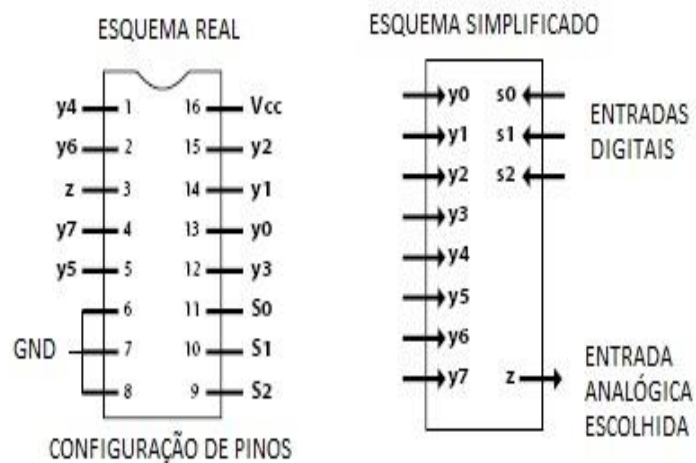 ESQUEMA REAL
y4 1 16 Vcc
y6 2 15 y2
z 3 14 y1
y7 4 13 y0
y5 5 12 y3
6 11 S0
GND 7 10 S1
8 9 S2
CONFIGURAÇÃO DE PINOS
ESQUEMA SIMPLIFICADO
y0 s0
y1 s1
y2 s2
y3
y4
y5
y6
y7 z
ENTRADAS
DIGITAIS
ENTRADA
ANALÓGICA
ESCOLHIDA